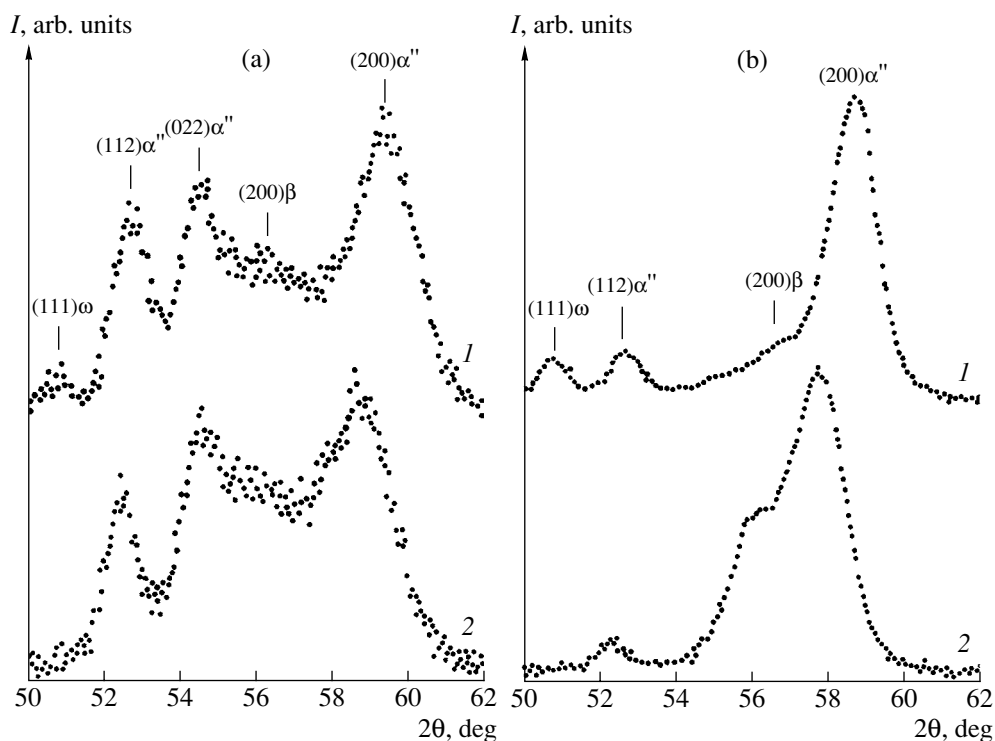 I, arb. units
(a)
(200)α"
(112)α"
(022)α"
(200)β
(111)ω
1
2
50 52 54 56 58 60 62
2θ, deg
I, arb. units
(b)
(200)α"
(111)ω
(112)α"
(200)β
1
2
50 52 54 56 58 60 62
2θ, deg